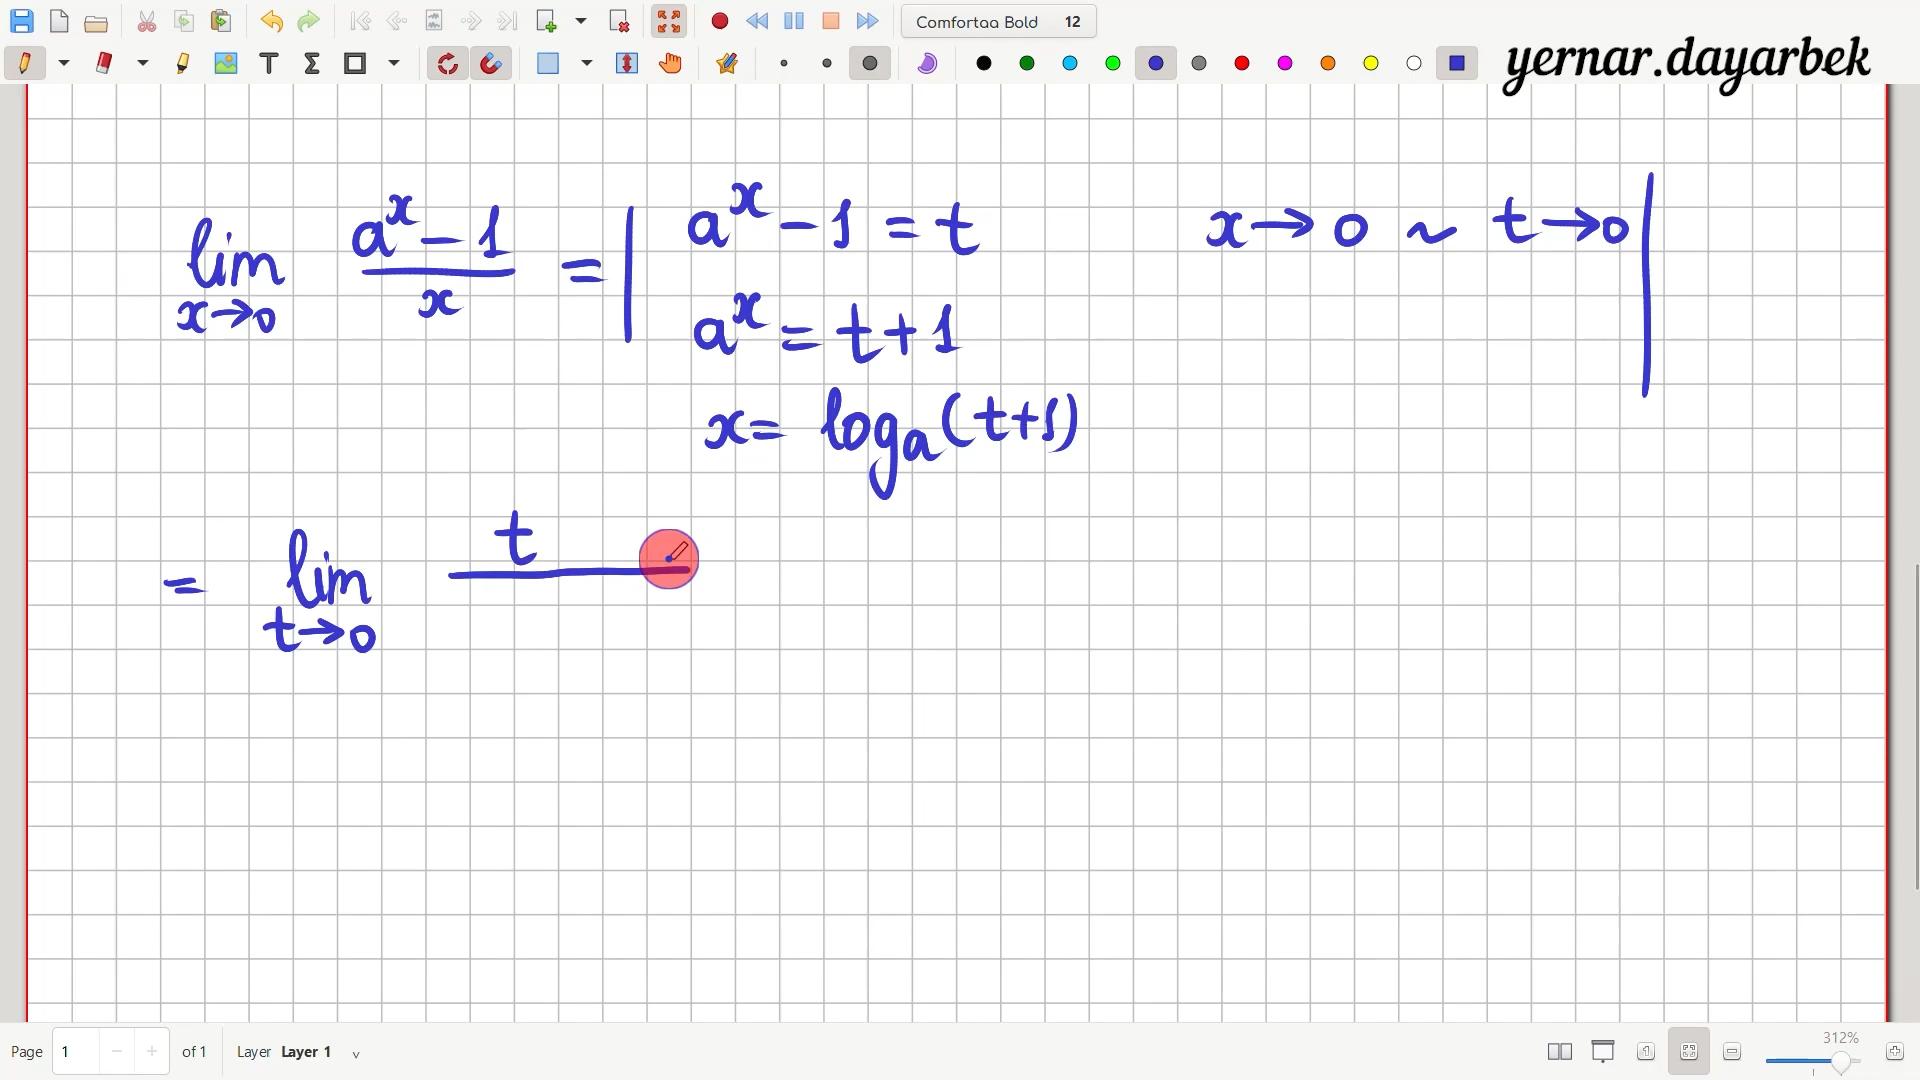 Comfortaa Bold 12
yernar.dayarbek
lim x→0 (a^x − 1)/x = | a^x − 1 = t x→0 ~ t→0 |
a^x = t + 1
x = log_a (t+1)
= lim t→0 t
312%
Page 1 of 1 Layer Layer 1